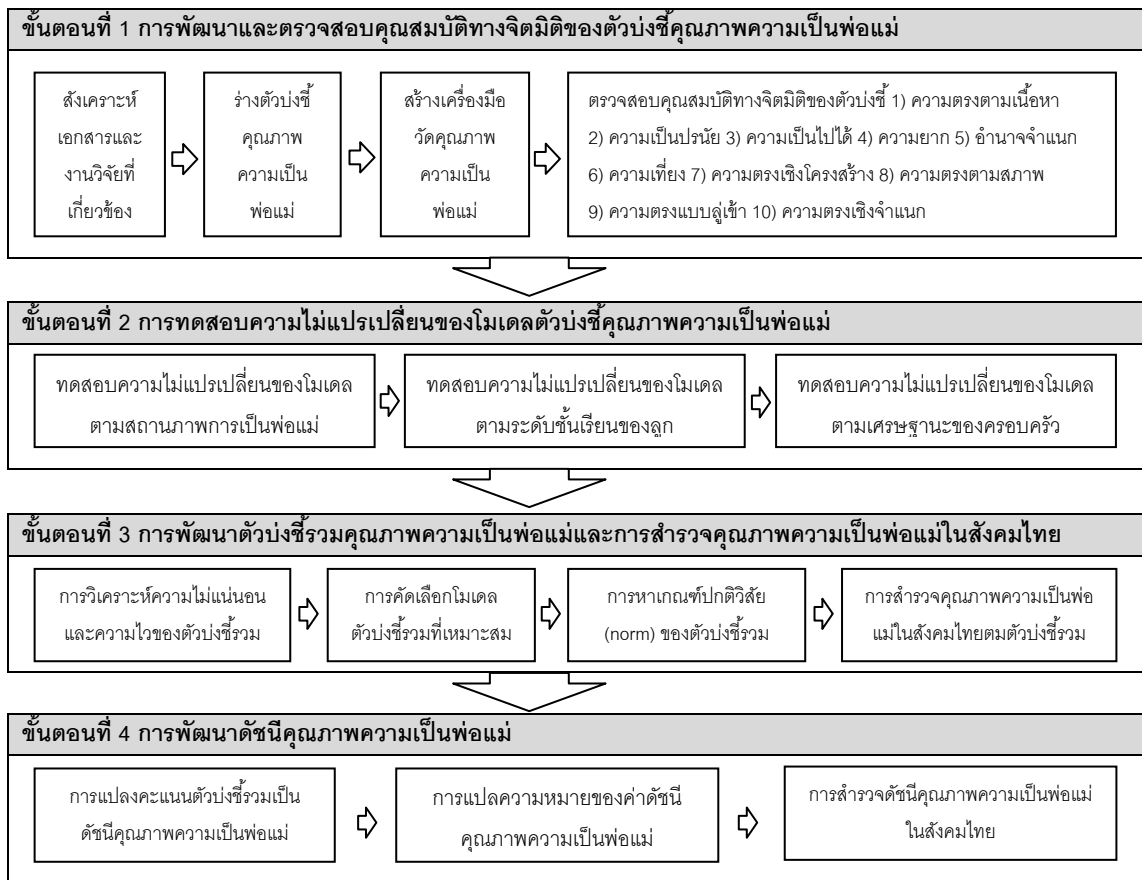 ขั้นตอนที่ 1 การพัฒนาและตรวจสอบคุณสมบัติทางจิตมิติของตัวบ่งชี้คุณภาพความเป็นพ่อแม่
สังเคราะห์
เอกสารและ
งานวิจัยที่
เกี่ยวข้อง
ร่างตัวบ่งชี้
คุณภาพ
ความเป็น
พ่อแม่
สร้างเครื่องมือ
วัดคุณภาพ
ความเป็น
พ่อแม่
ตรวจสอบคุณสมบัติทางจิตมิติของตัวบ่งชี้ 1) ความตรงตามเนื้อหา
2) ความเป็นปรนัย 3) ความเป็นไปได้ 4) ความยาก 5) อำนาจจำแนก
6) ความเที่ยง 7) ความตรงเชิงโครงสร้าง 8) ความตรงตามสภาพ
9) ความตรงแบบลู่เข้า 10) ความตรงเชิงจำแนก
ขั้นตอนที่ 2 การทดสอบความไม่แปรเปลี่ยนของโมเดลตัวบ่งชี้คุณภาพความเป็นพ่อแม่
ทดสอบความไม่แปรเปลี่ยนของโมเดล
ตามสถานภาพการเป็นพ่อแม่
ทดสอบความไม่แปรเปลี่ยนของโมเดล
ตามระดับชั้นเรียนของลูก
ทดสอบความไม่แปรเปลี่ยนของโมเดล
ตามเศรษฐานะของครอบครัว
ขั้นตอนที่ 3 การพัฒนาตัวบ่งชี้รวมคุณภาพความเป็นพ่อแม่และการสำรวจคุณภาพความเป็นพ่อแม่ในสังคมไทย
การวิเคราะห์ความไม่แน่นอน
และความไวของตัวบ่งชี้รวม
การคัดเลือกโมเดล
ตัวบ่งชี้รวมที่เหมาะสม
การหาเกณฑ์ปกติวิสัย
(norm) ของตัวบ่งชี้รวม
การสำรวจคุณภาพความเป็นพ่อ
แม่ในสังคมไทยตมตัวบ่งชี้รวม
ขั้นตอนที่ 4 การพัฒนาดัชนีคุณภาพความเป็นพ่อแม่
การแปลงคะแนนตัวบ่งชี้รวมเป็น
ดัชนีคุณภาพความเป็นพ่อแม่
การแปลความหมายของค่าดัชนี
คุณภาพความเป็นพ่อแม่
การสำรวจดัชนีคุณภาพความเป็นพ่อแม่
ในสังคมไทย